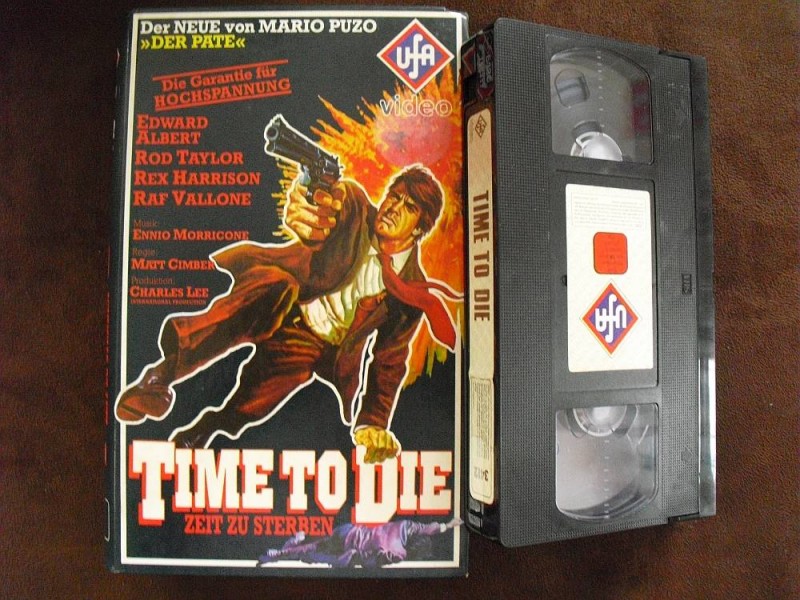 Der NEUE von MARIO PUZO
»DER PATE«
UfA
video
Die Garantie für
HOCHSPANNUNG
EDWARD
ALBERT
ROD TAYLOR
REX HARRISON
RAF VALLONE
Musik:
ENNIO MORRICONE
Regie:
MATT CIMBER
Produktion:
CHARLES LEE
INTERNATIONAL PRODUCTION
TIME TO DIE
ZEIT ZU STERBEN
TIME TO DIE
UfA